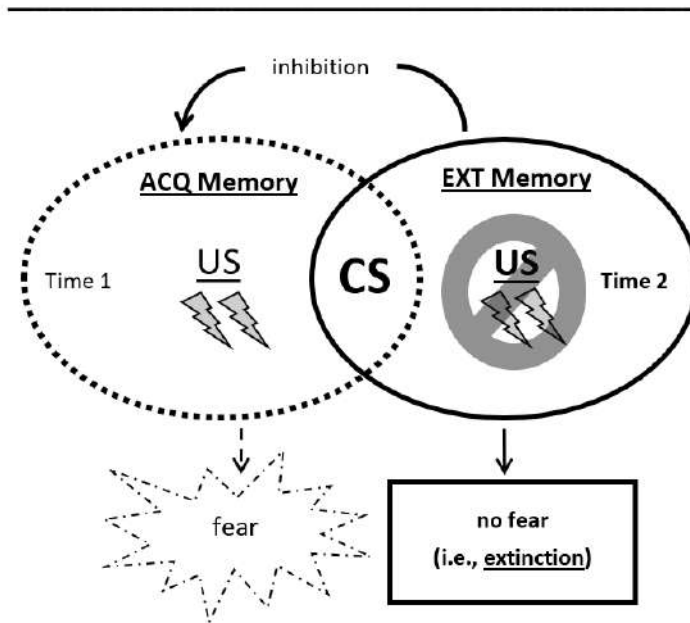 inhibition
ACQ Memory
EXT Memory
Time 1
US
CS
US
Time 2
fear
no fear
(i.e., extinction)